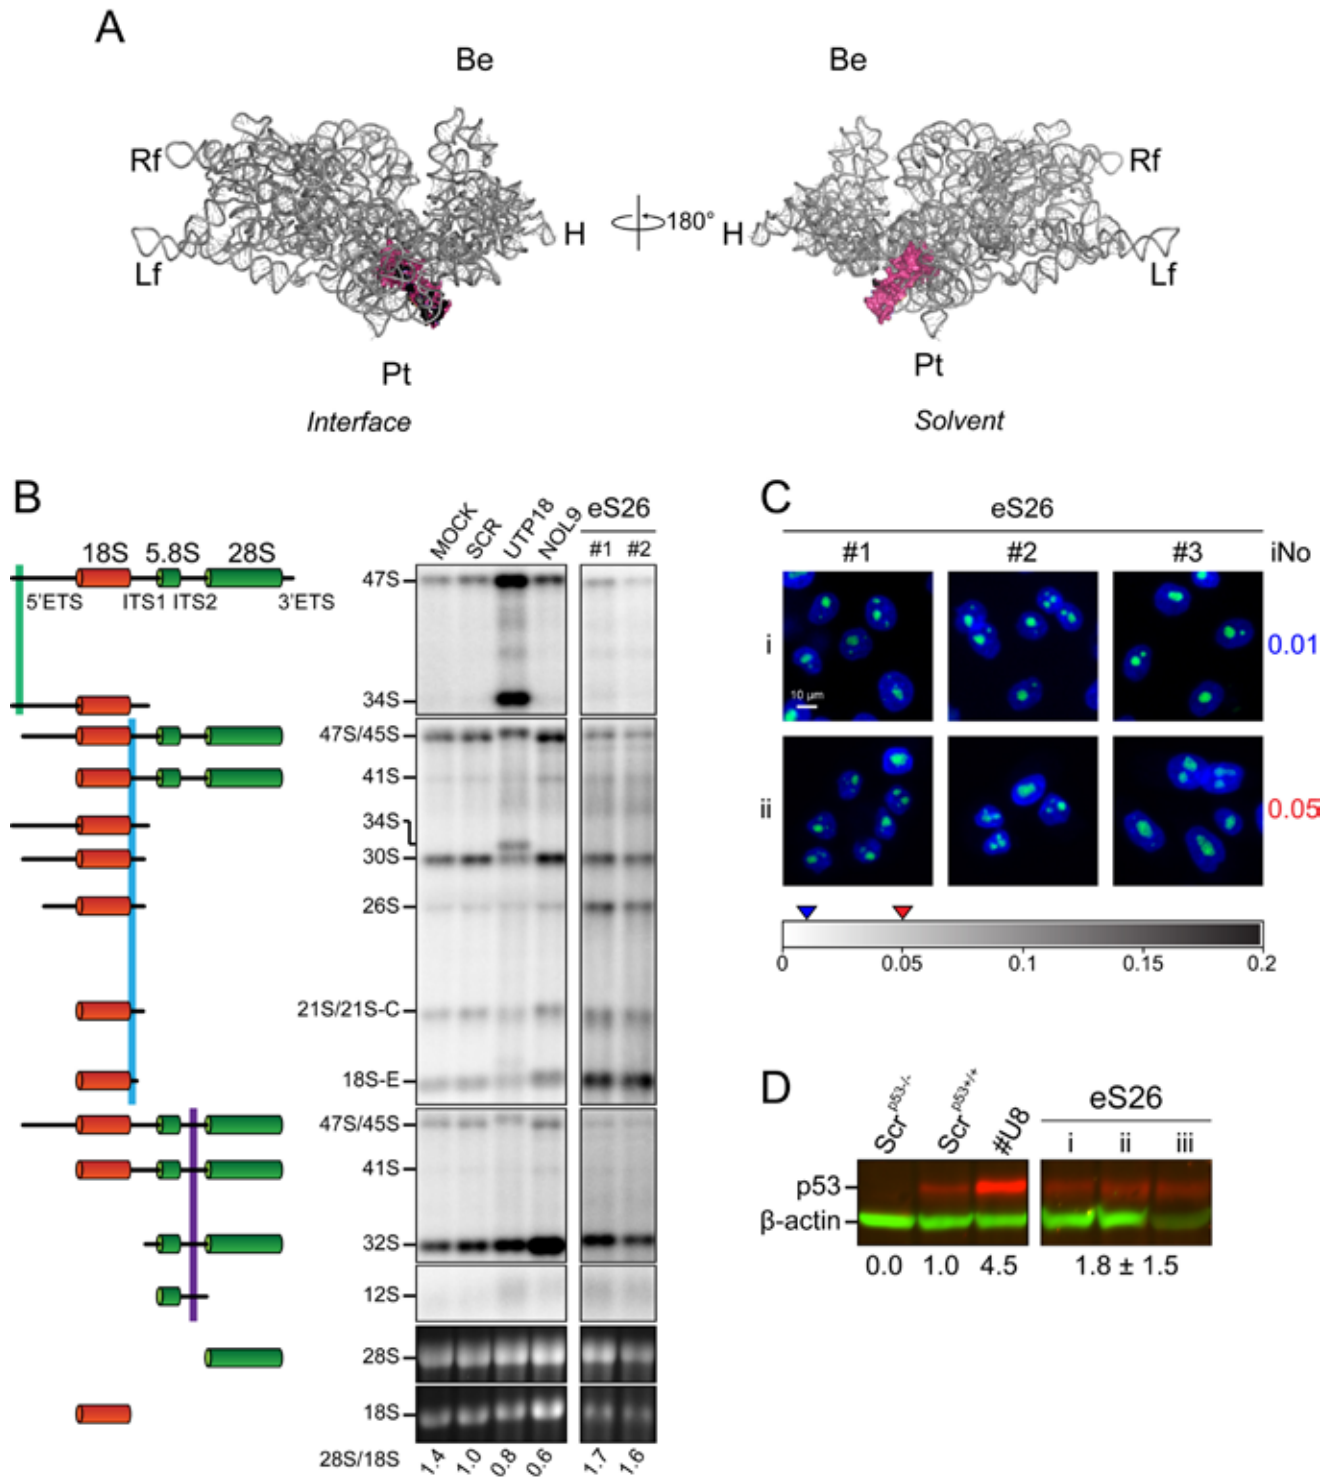 A
Be
Be
Rf
Rf
H
180°
H
Lf
Lf
Pt
Pt
Interface
Solvent
B
MOCK
SCR
UTP18
NOL9
eS26
#1
#2
18S
5.8S
28S
5'ETS
ITS1
ITS2
3'ETS
47S
34S
47S/45S
41S
34S
30S
26S
21S/21S-C
18S-E
47S/45S
41S
32S
12S
28S
18S
28S/18S
1.4
1.0
0.8
0.6
1.7
1.6
C
eS26
#1
#2
#3
iNo
i
10 µm
0.01
ii
0.05
0
0.05
0.1
0.15
0.2
D
Scr p53-/-
Scr p53+/+
#U8
eS26
i
ii
iii
p53
β-actin
0.0
1.0
4.5
1.8 ± 1.5